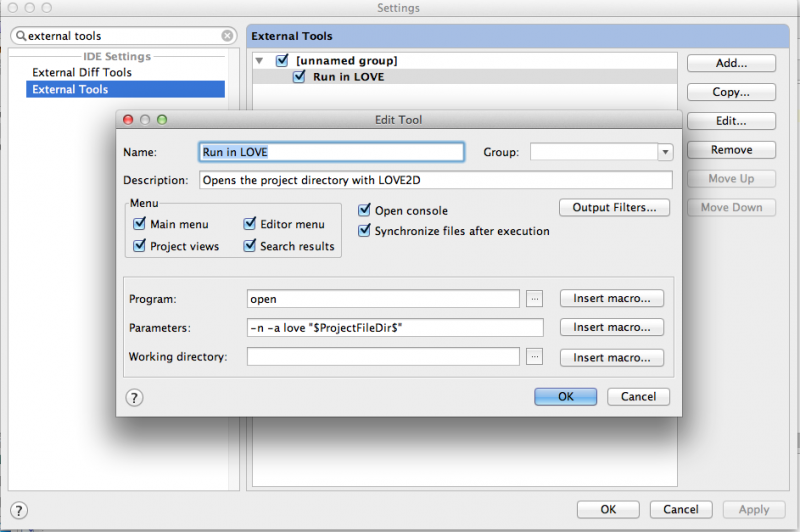 Settings
external tools
IDE Settings
External Diff Tools
External Tools
External Tools
[unnamed group]
Run in LOVE
Add...
Copy...
Edit...
Remove
Move Up
Move Down
Edit Tool
Name: Run in LOVE Group:
Description: Opens the project directory with LOVE2D
Menu
Main menu Editor menu
Project views Search results
Open console
Synchronize files after execution
Output Filters...
Program: open ... Insert macro...
Parameters: -n -a love "$ProjectFileDir$" Insert macro...
Working directory: ... Insert macro...
? OK Cancel
? OK Cancel Apply